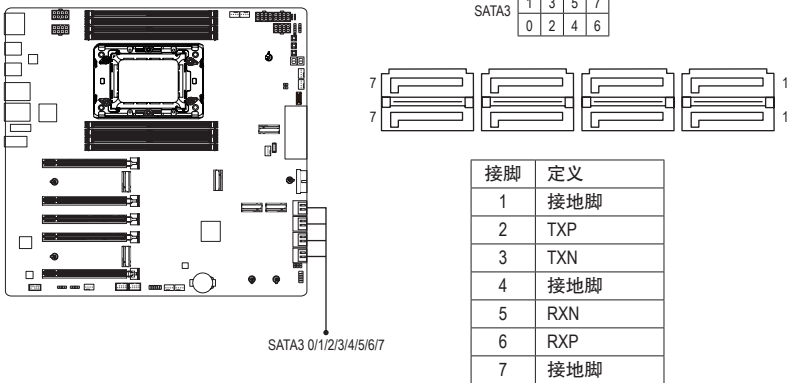 SATA3
1 3 5 7
0 2 4 6
7 1
7 1
SATA3 0/1/2/3/4/5/6/7
接脚 定义
1 接地脚
2 TXP
3 TXN
4 接地脚
5 RXN
6 RXP
7 接地脚